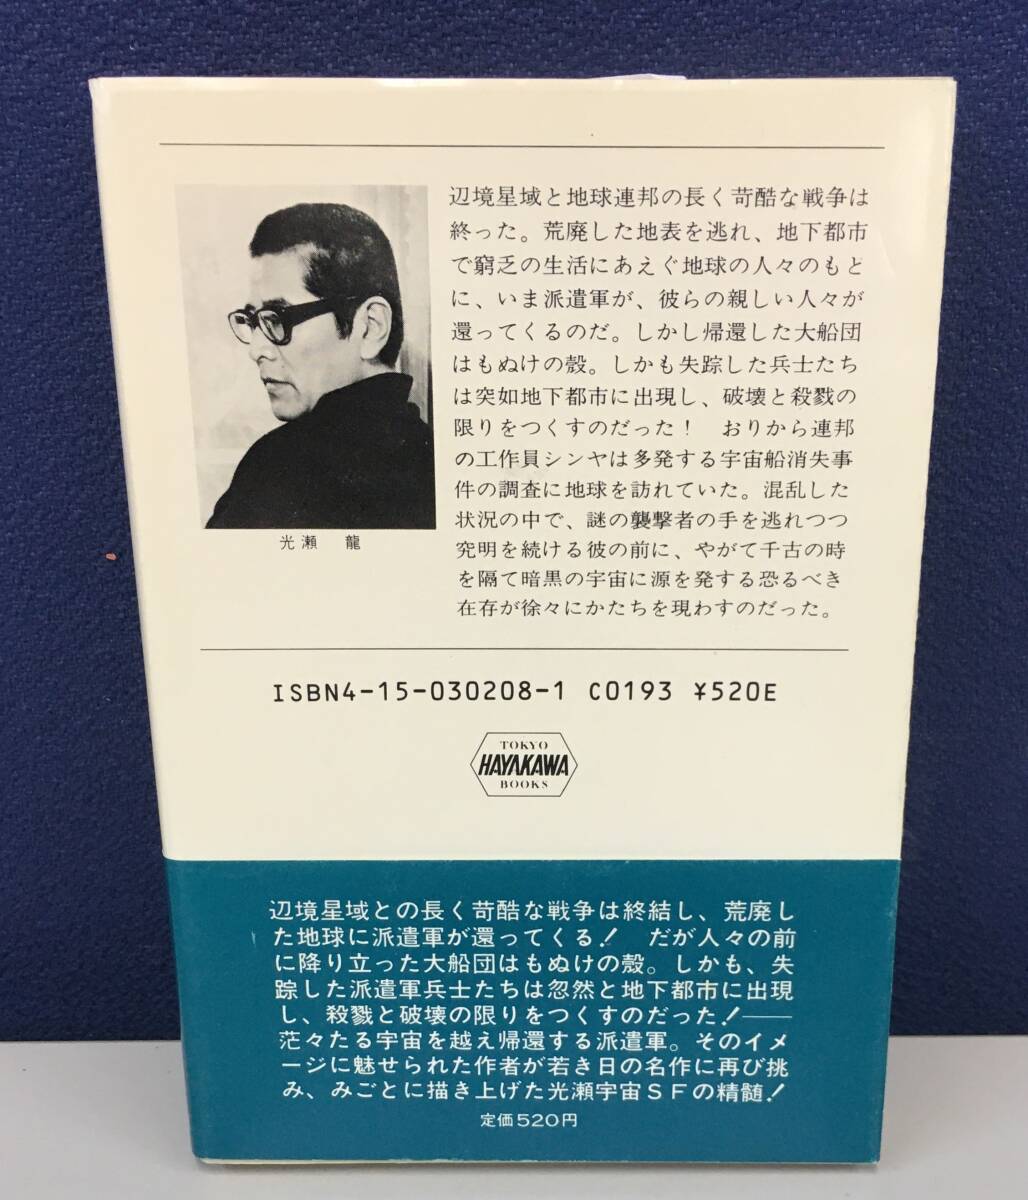 辺境星域と地球連邦の長く苛酷な戦争は
終った。荒廃した地表を逃れ、地下都市
で窮乏の生活にあえぐ地球の人々のもと
に、いま派遣軍が、彼らの親しい人々が
還ってくるのだ。しかし帰還した大船団
はもぬけの殻。しかも失踪した兵士たち
は突如地下都市に出現し、破壊と殺戮の
限りをつくすのだった！　おりから連邦
の工作員シンヤは多発する宇宙船消失事
件の調査に地球を訪れていた。混乱した
状況の中で、謎の襲撃者の手を逃れつつ
究明を続ける彼の前に、やがて千古の時
を隔て暗黒の宇宙に源を発する恐るべき
在存が徐々にかたちを現わすのだった。
光瀬　龍
ISBN4-15-030208-1 C0193 ¥520E
TOKYO
HAYAKAWA
BOOKS
辺境星域との長く苛酷な戦争は終結し、荒廃し
た地球に派遣軍が還ってくる！　だが人々の前
に降り立った大船団はもぬけの殻。しかも、失
踪した派遣軍兵士たちは忽然と地下都市に出現
し、殺戮と破壊の限りをつくすのだった！——
茫々たる宇宙を越え帰還する派遣軍。そのイメ
ージに魅せられた作者が若き日の名作に再び挑
み、みごとに描き上げた光瀬宇宙ＳＦの精髄！
定価520円